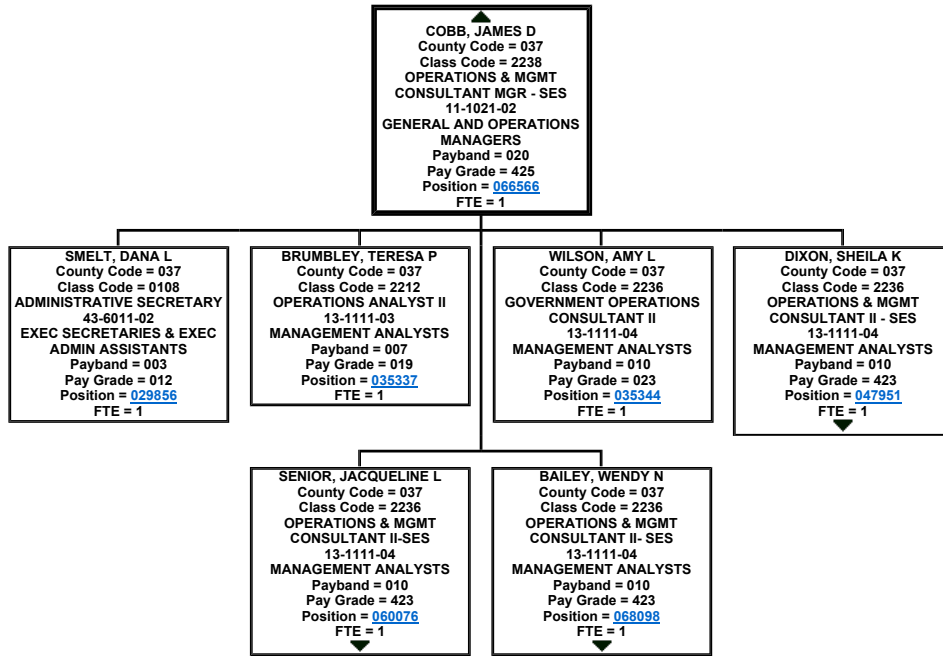 COBB, JAMES D
County Code = 037
Class Code = 2238
OPERATIONS & MGMT
CONSULTANT MGR - SES
11-1021-02
GENERAL AND OPERATIONS
MANAGERS
Payband = 020
Pay Grade = 425
Position = 066566
FTE = 1
SMELT, DANA L
County Code = 037
Class Code = 0108
ADMINISTRATIVE SECRETARY
43-6011-02
EXEC SECRETARIES & EXEC
ADMIN ASSISTANTS
Payband = 003
Pay Grade = 012
Position = 029856
FTE = 1
BRUMBLEY, TERESA P
County Code = 037
Class Code = 2212
OPERATIONS ANALYST II
13-1111-03
MANAGEMENT ANALYSTS
Payband = 007
Pay Grade = 019
Position = 035337
FTE = 1
WILSON, AMY L
County Code = 037
Class Code = 2236
GOVERNMENT OPERATIONS
CONSULTANT II
13-1111-04
MANAGEMENT ANALYSTS
Payband = 010
Pay Grade = 023
Position = 035344
FTE = 1
DIXON, SHEILA K
County Code = 037
Class Code = 2236
OPERATIONS & MGMT
CONSULTANT II - SES
13-1111-04
MANAGEMENT ANALYSTS
Payband = 010
Pay Grade = 423
Position = 047951
FTE = 1
SENIOR, JACQUELINE L
County Code = 037
Class Code = 2236
OPERATIONS & MGMT
CONSULTANT II-SES
13-1111-04
MANAGEMENT ANALYSTS
Payband = 010
Pay Grade = 423
Position = 060076
FTE = 1
BAILEY, WENDY N
County Code = 037
Class Code = 2236
OPERATIONS & MGMT
CONSULTANT II- SES
13-1111-04
MANAGEMENT ANALYSTS
Payband = 010
Pay Grade = 423
Position = 068098
FTE = 1